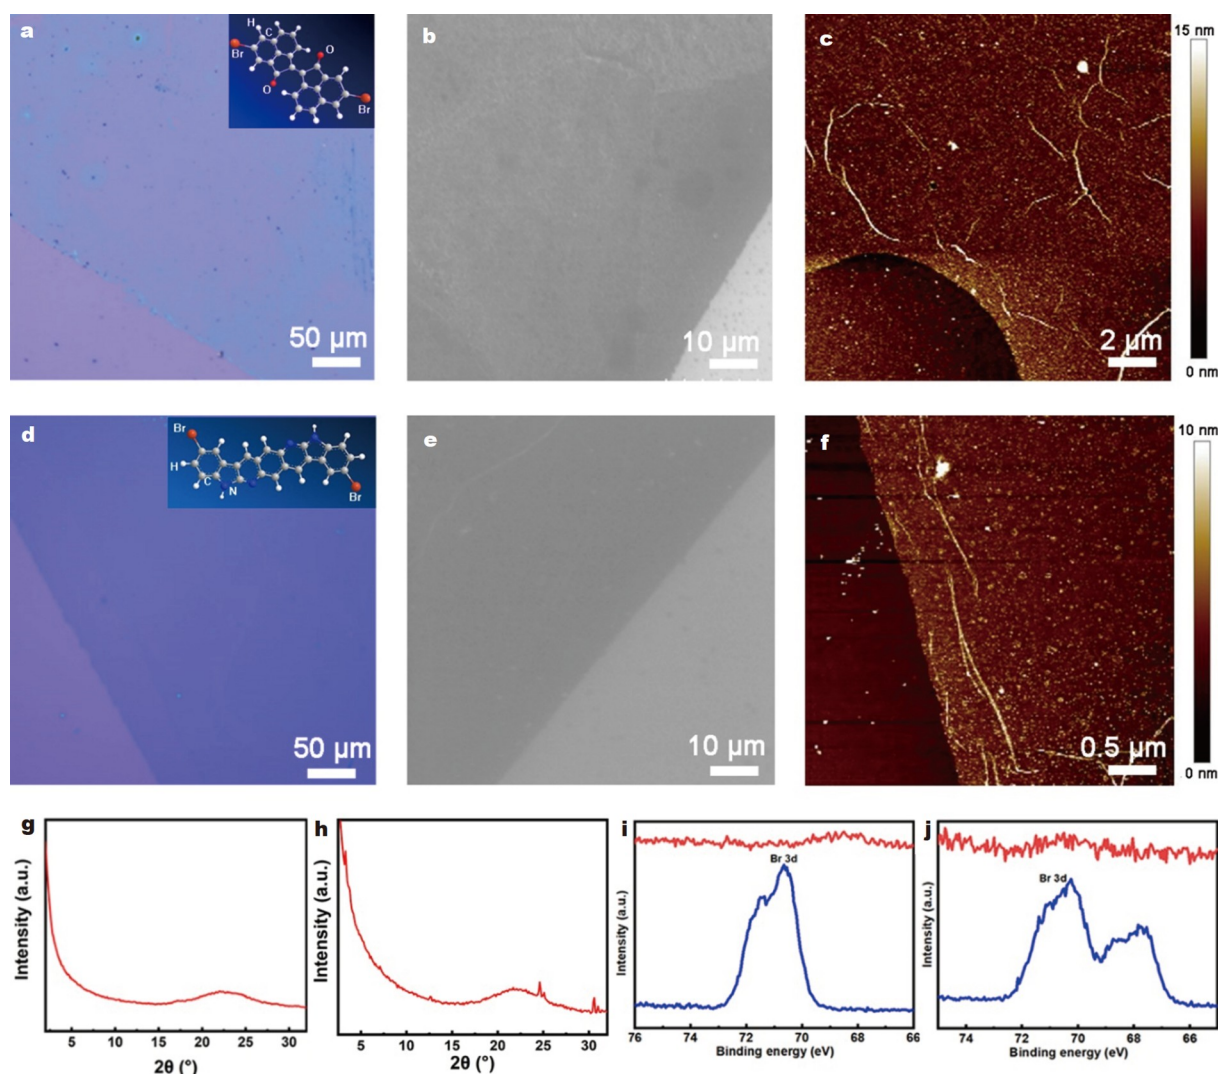 a
H
C
Br
O
O
Br
50 µm
b
10 µm
c
2 µm
15 nm
0 nm
d
Br
H
C
N
Br
50 µm
e
10 µm
f
0.5 µm
10 nm
0 nm
g
Intensity (a.u.)
5 10 15 20 25 30
2θ (°)
h
Intensity (a.u.)
5 10 15 20 25 30
2θ (°)
i
Br 3d
Intensity (a.u.)
76 74 72 70 68 66
Binding energy (eV)
j
Br 3d
Intensity (a.u.)
74 72 70 68 66
Binding energy (eV)